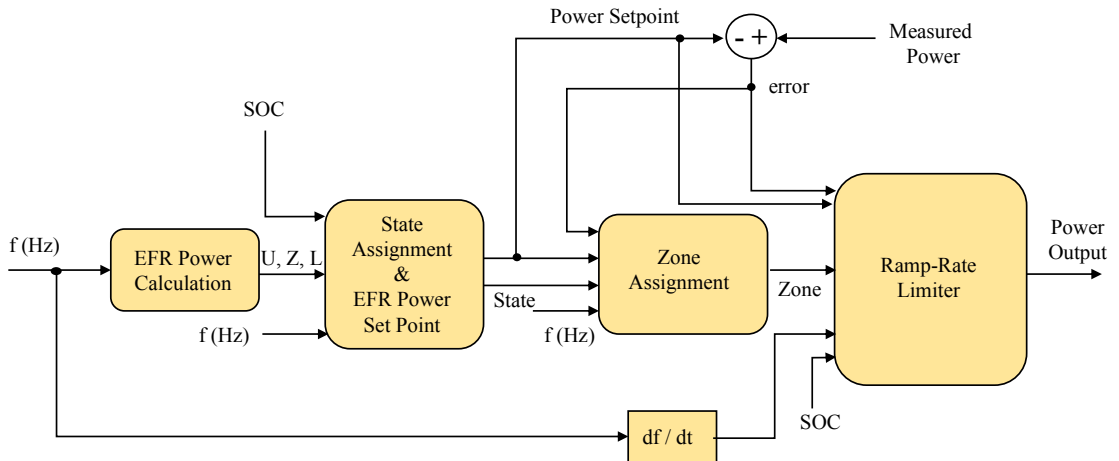 Power Setpoint
- +
Measured
Power
error
SOC
f (Hz)
EFR Power
Calculation
U, Z, L
State
Assignment
&
EFR Power
Set Point
f (Hz)
State
f (Hz)
Zone
Assignment
Zone
Ramp-Rate
Limiter
Power
Output
SOC
df / dt